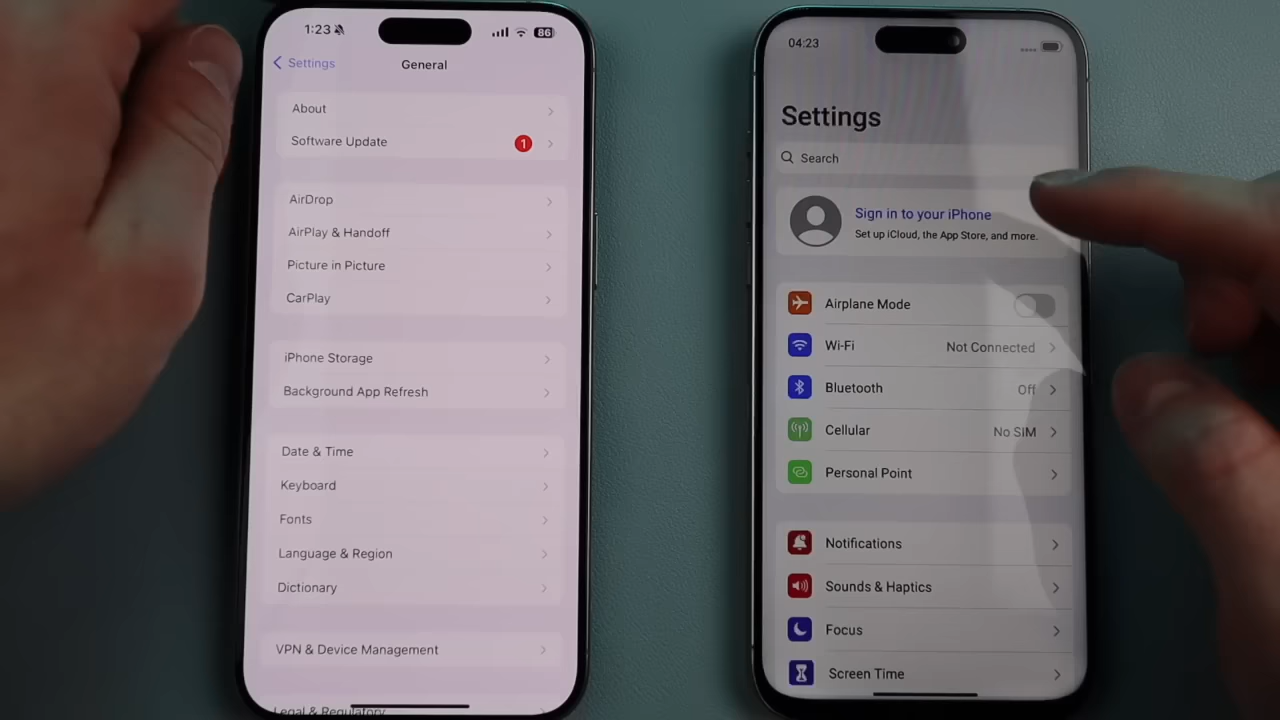 1:23
86
Settings
General
About
Software Update
1
AirDrop
AirPlay & Handoff
Picture in Picture
CarPlay
iPhone Storage
Background App Refresh
Date & Time
Keyboard
Fonts
Language & Region
Dictionary
VPN & Device Management
Legal & Regulatory
04:23
Settings
Search
Sign in to your iPhone
Set up iCloud, the App Store, and more.
Airplane Mode
Wi-Fi Not Connected
Bluetooth Off
Cellular No SIM
Personal Point
Notifications
Sounds & Haptics
Focus
Screen Time